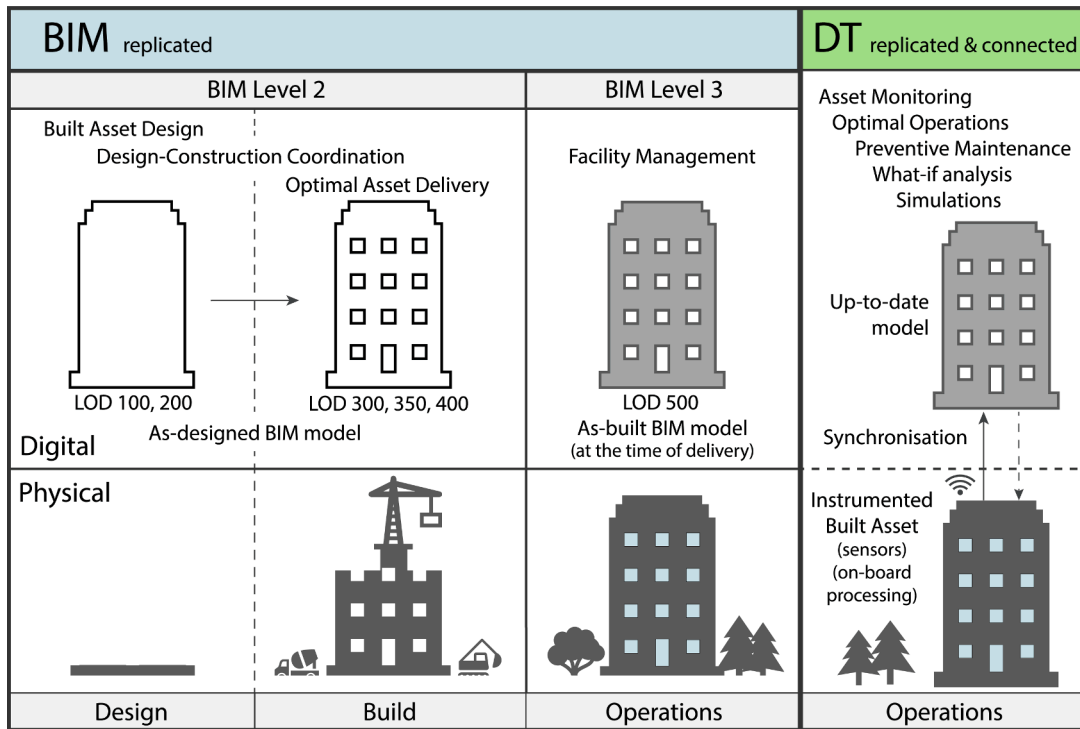 BIM replicated
DT replicated & connected
BIM Level 2
BIM Level 3
Built Asset Design
Design-Construction Coordination
Optimal Asset Delivery
LOD 100, 200
LOD 300, 350, 400
As-designed BIM model
Digital
Facility Management
LOD 500
As-built BIM model
(at the time of delivery)
Asset Monitoring
Optimal Operations
Preventive Maintenance
What-if analysis
Simulations
Up-to-date
model
Synchronisation
Physical
Instrumented
Built Asset
(sensors)
(on-board
processing)
Design
Build
Operations
Operations